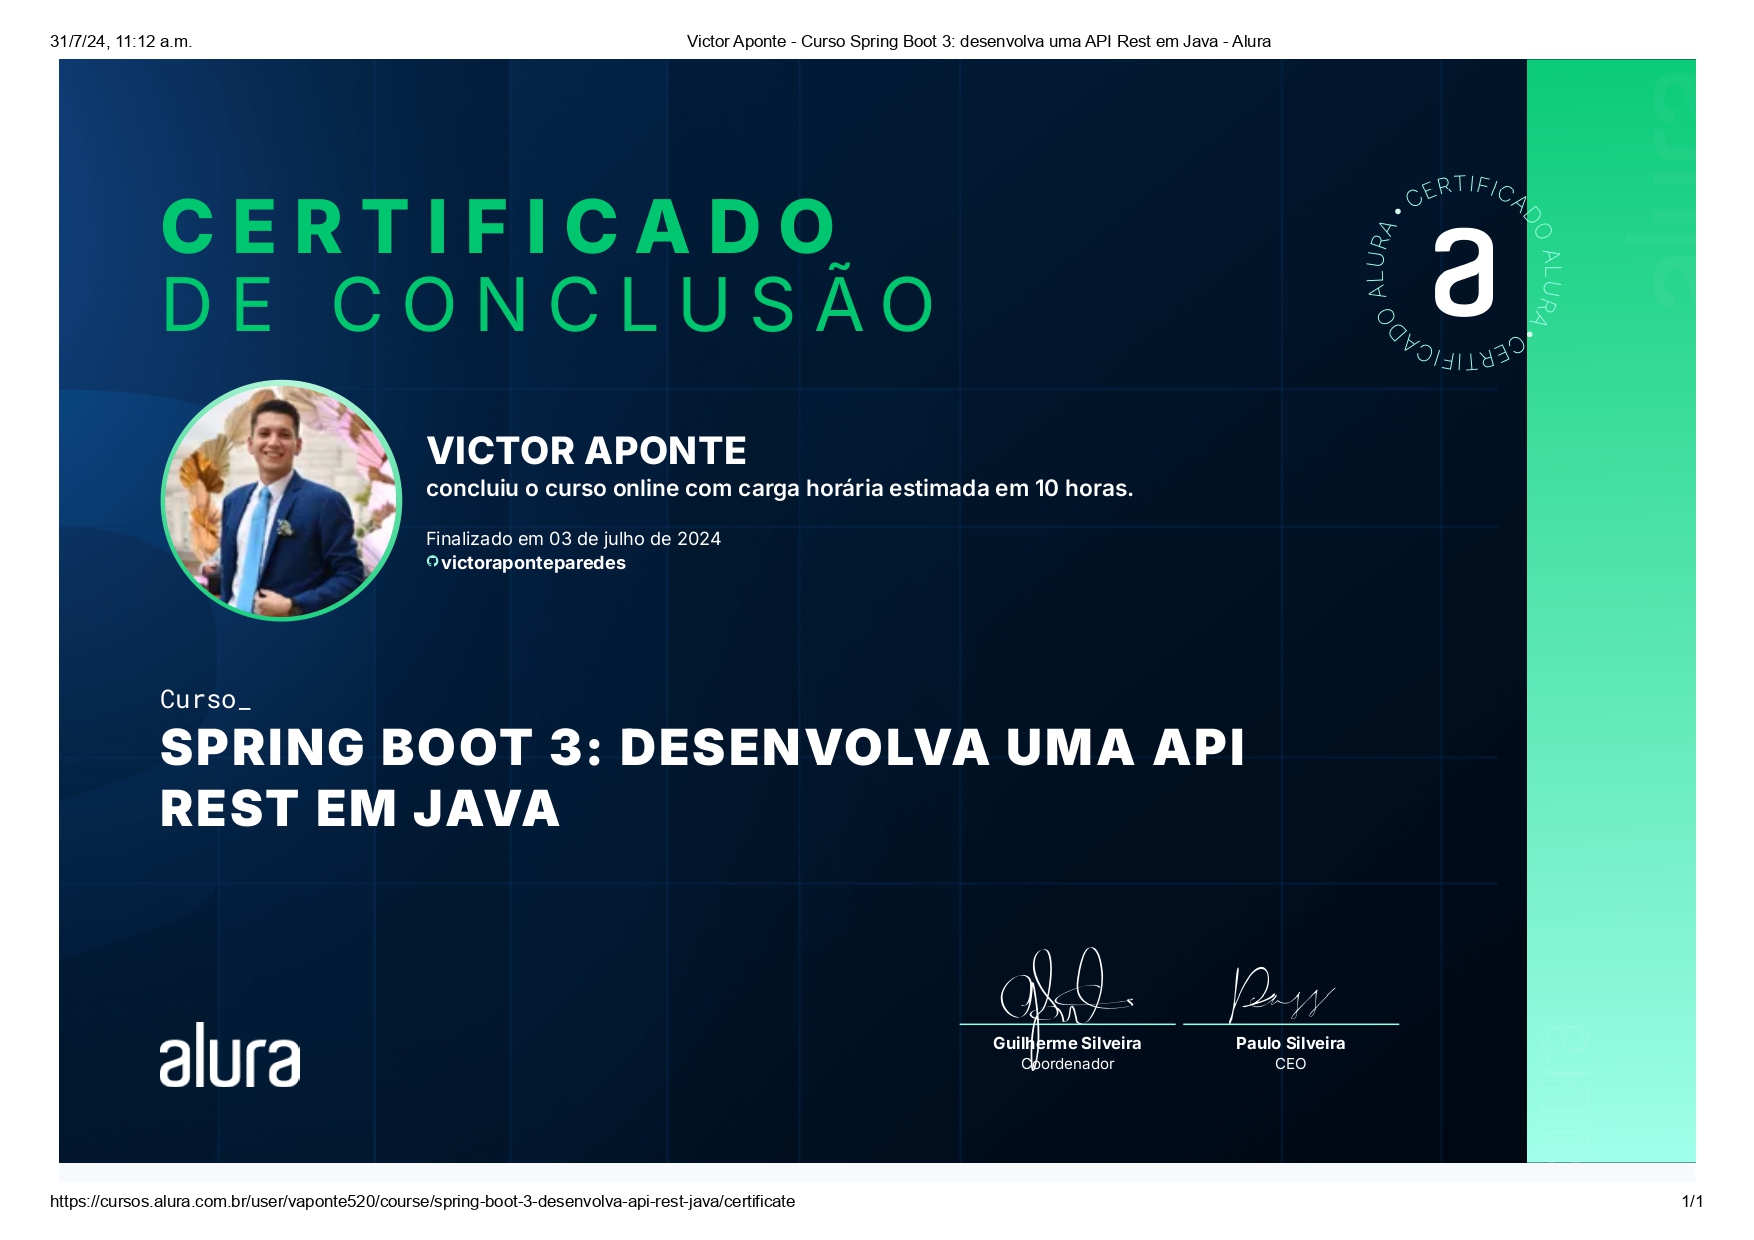 31/7/24, 11:12 a.m.
Victor Aponte - Curso Spring Boot 3: desenvolva uma API Rest em Java - Alura
CERTIFICADO
DE CONCLUSÃO
CERTIFICADO ALURA • CERTIFICADO ALURA •
a
VICTOR APONTE
concluiu o curso online com carga horária estimada em 10 horas.
Finalizado em 03 de julho de 2024
victoraponteparedes
Curso_
SPRING BOOT 3: DESENVOLVA UMA API
REST EM JAVA
alura
Guilherme Silveira
Coordenador
Paulo Silveira
CEO
alura
alura
https://cursos.alura.com.br/user/vaponte520/course/spring-boot-3-desenvolva-api-rest-java/certificate
1/1